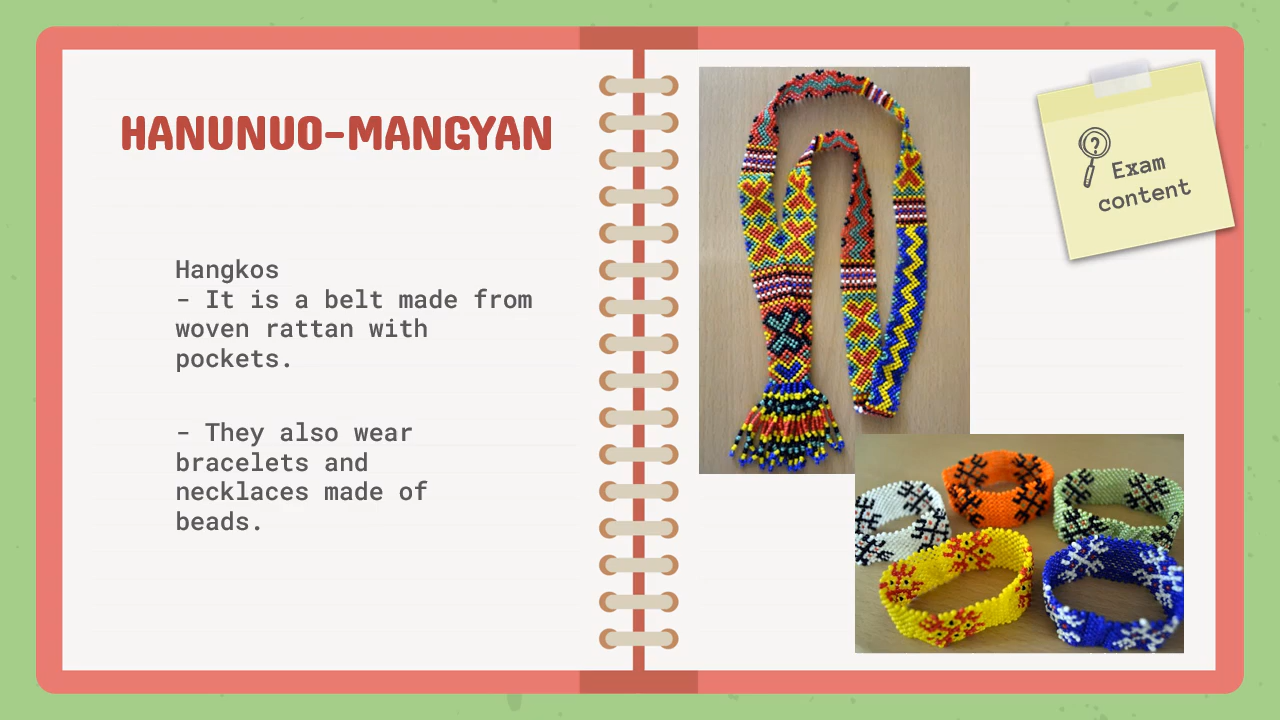 HANUNUO-MANGYAN
Hangkos
- It is a belt made from
woven rattan with
pockets.
- They also wear
bracelets and
necklaces made of
beads.
?
Exam
content